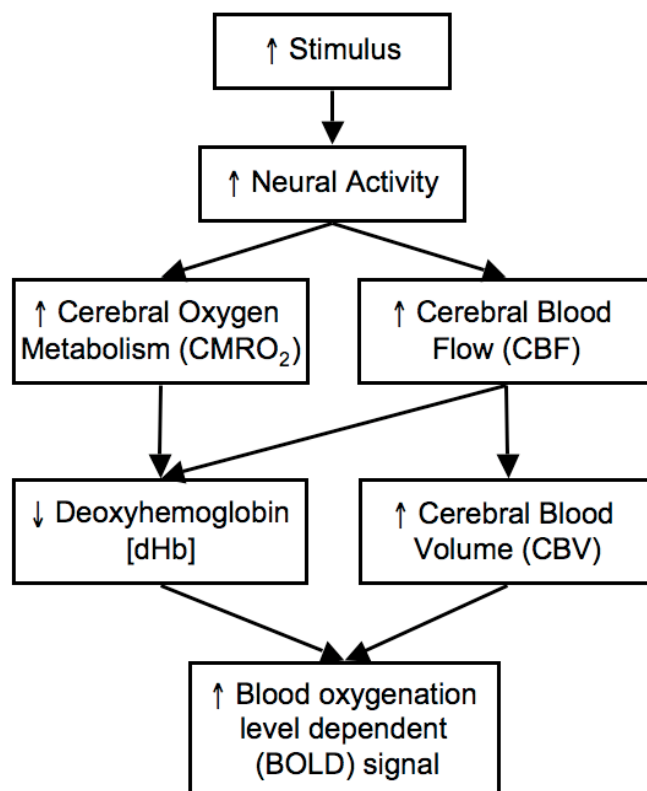 ↑ Stimulus
↑ Neural Activity
↑ Cerebral Oxygen
Metabolism (CMRO₂)
↑ Cerebral Blood
Flow (CBF)
↓ Deoxyhemoglobin
[dHb]
↑ Cerebral Blood
Volume (CBV)
↑ Blood oxygenation
level dependent
(BOLD) signal